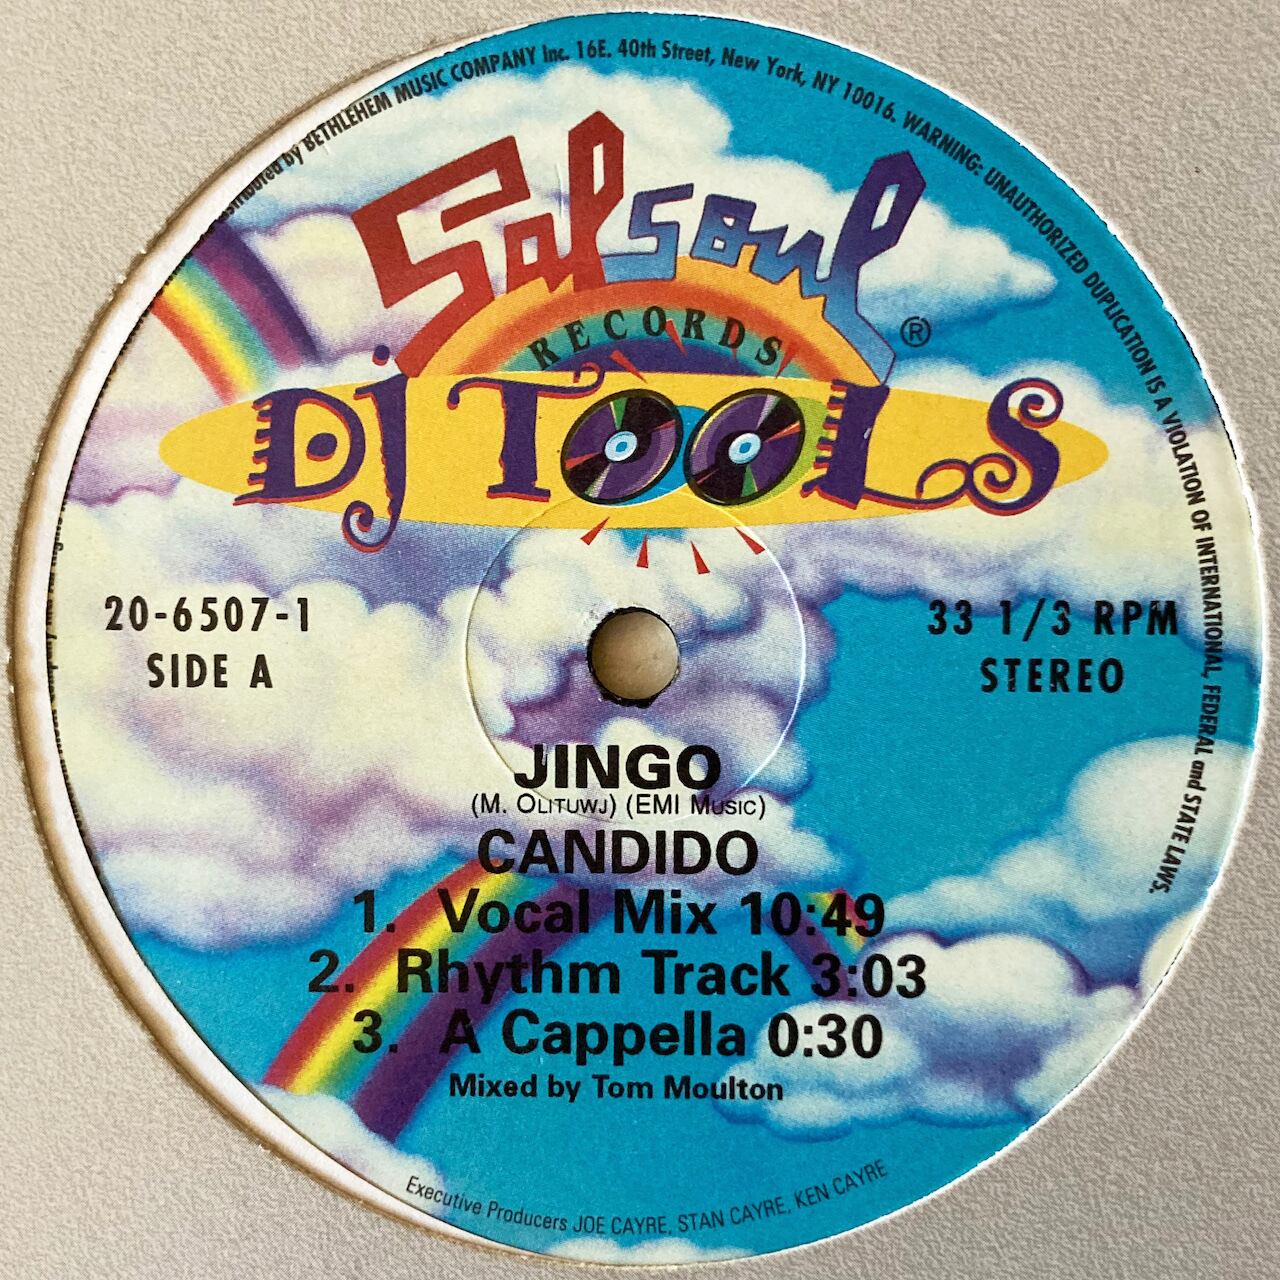 BETHLEHEM MUSIC COMPANY Inc. 16E. 40th Street, New York, NY 10016. WARNING: UNAUTHORIZED DUPLICATION IS A VIOLATION OF INTERNATIONAL, FEDERAL and STATE LAWS.
Salsoul
®
RECORDS
DJ TOOLS
20-6507-1
SIDE A
33 1/3 RPM
STEREO
JINGO
(M. OLITUWJ) (EMI MUSIC)
CANDIDO
1. Vocal Mix 10:49
2. Rhythm Track 3:03
3. A Cappella 0:30
Mixed by Tom Moulton
Executive Producers JOE CAYRE, STAN CAYRE, KEN CAYRE